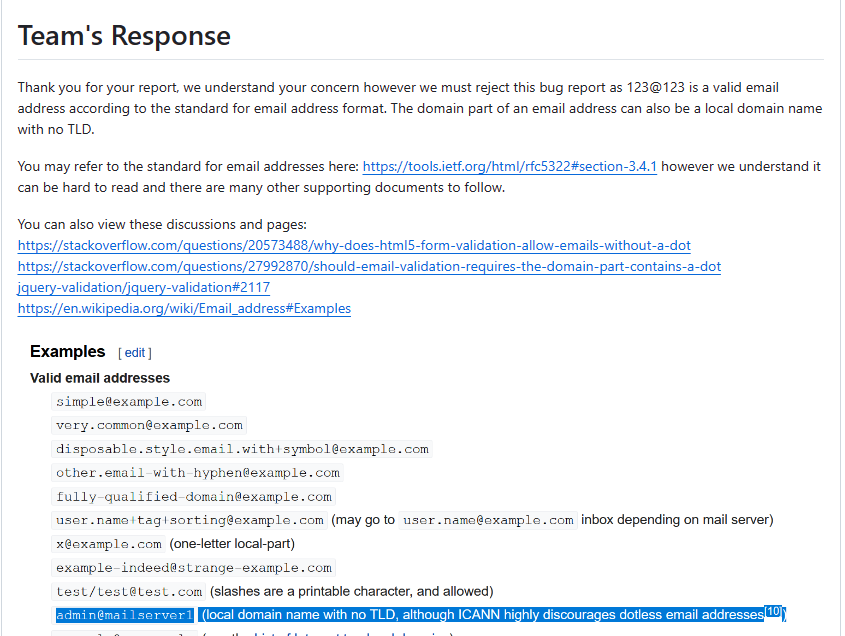 Team's Response
Thank you for your report, we understand your concern however we must reject this bug report as 123@123 is a valid email
address according to the standard for email address format. The domain part of an email address can also be a local domain name
with no TLD.
You may refer to the standard for email addresses here: https://tools.ietf.org/html/rfc5322#section-3.4.1 however we understand it
can be hard to read and there are many other supporting documents to follow.
You can also view these discussions and pages:
https://stackoverflow.com/questions/20573488/why-does-html5-form-validation-allow-emails-without-a-dot
https://stackoverflow.com/questions/27992870/should-email-validation-requires-the-domain-part-contains-a-dot
jquery-validation/jquery-validation#2117
https://en.wikipedia.org/wiki/Email_address#Examples
Examples [ edit ]
Valid email addresses
simple@example.com
very.common@example.com
disposable.style.email.with+symbol@example.com
other.email-with-hyphen@example.com
fully-qualified-domain@example.com
user.name+tag+sorting@example.com (may go to user.name@example.com inbox depending on mail server)
x@example.com (one-letter local-part)
example-indeed@strange-example.com
test/test@test.com (slashes are a printable character, and allowed)
admin@mailserver1 (local domain name with no TLD, although ICANN highly discourages dotless email addresses[10])